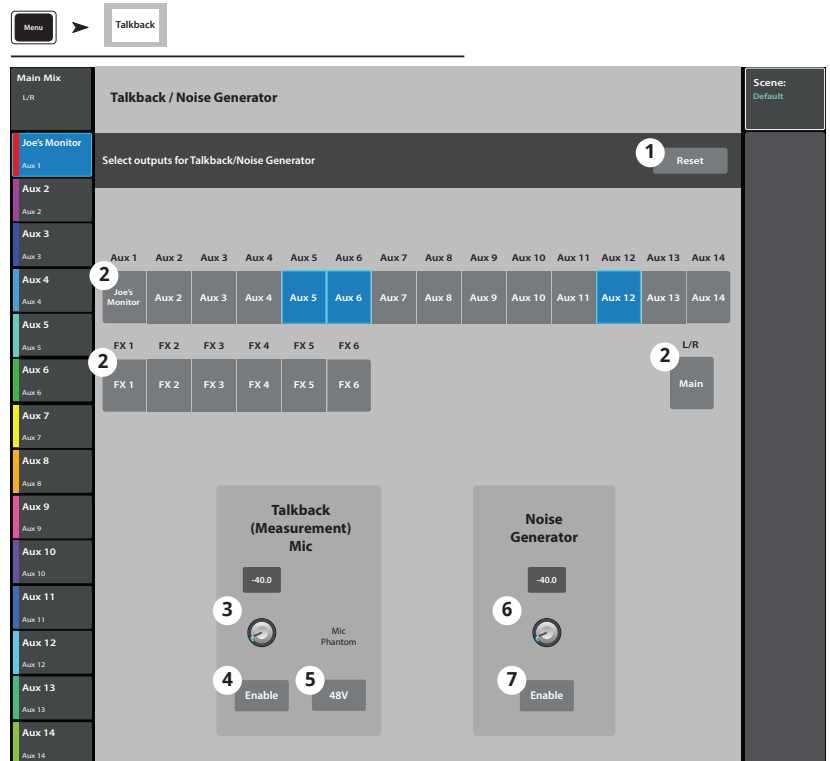 Menu
Talkback
Main Mix
L/R
Talkback / Noise Generator
Scene:
Default
Joe's Monitor
Aux 1
Select outputs for Talkback/Noise Generator
1
Reset
Aux 2
Aux 2
Aux 3
Aux 3
Aux 4
Aux 4
Aux 5
Aux 5
Aux 6
Aux 6
Aux 7
Aux 7
Aux 8
Aux 8
Aux 9
Aux 9
Aux 10
Aux 10
Aux 11
Aux 11
Aux 12
Aux 12
Aux 13
Aux 13
Aux 14
Aux 14
Aux 1 Aux 2 Aux 3 Aux 4 Aux 5 Aux 6 Aux 7 Aux 8 Aux 9 Aux 10 Aux 11 Aux 12 Aux 13 Aux 14
2
Joe's
Monitor
Aux 2 Aux 3 Aux 4 Aux 5 Aux 6 Aux 7 Aux 8 Aux 9 Aux 10 Aux 11 Aux 12 Aux 13 Aux 14
FX 1 FX 2 FX 3 FX 4 FX 5 FX 6
L/R
2
2
FX 1 FX 2 FX 3 FX 4 FX 5 FX 6
Main
Talkback
(Measurement)
Mic
-40.0
3
Mic
Phantom
4
Enable
5
48V
Noise
Generator
-40.0
6
7
Enable